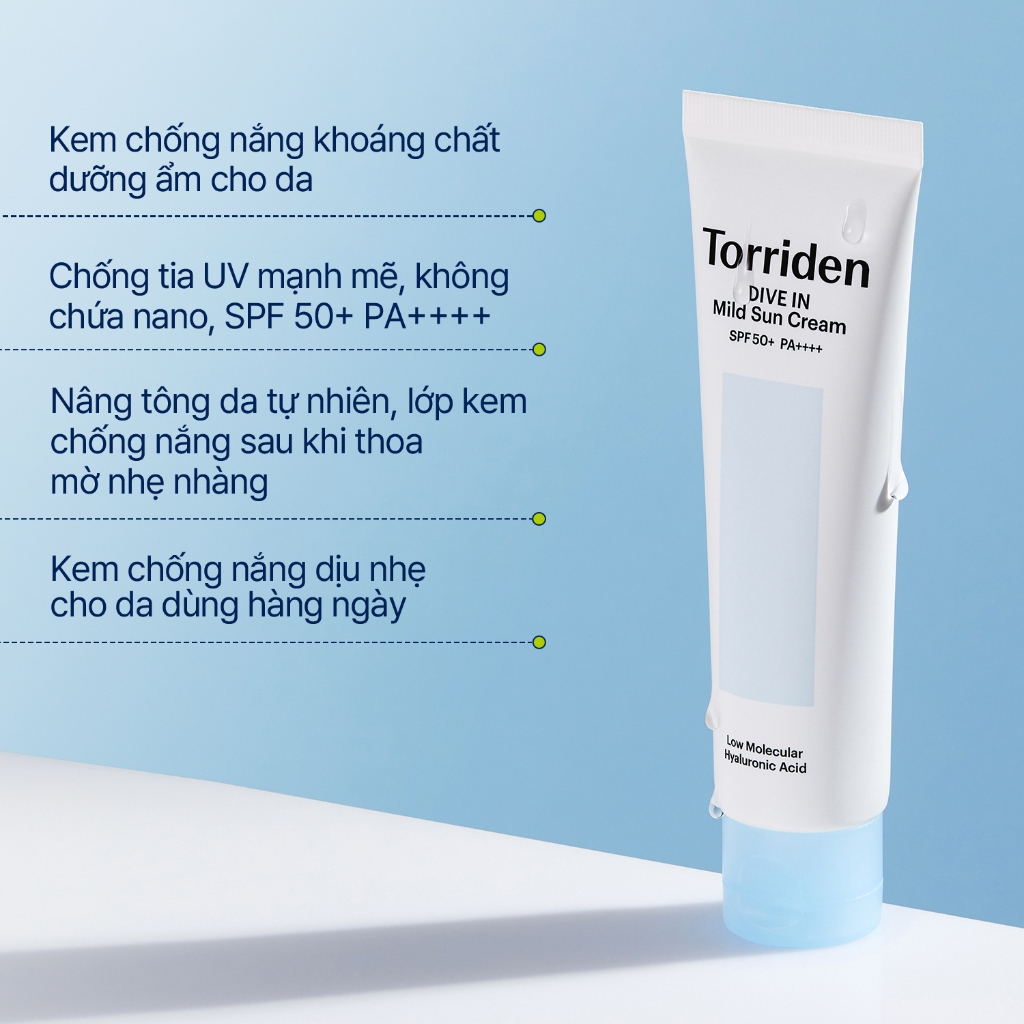 Kem chống nắng khoáng chất
dưỡng ẩm cho da
Chống tia UV mạnh mẽ, không
chứa nano, SPF 50+ PA++++
Nâng tông da tự nhiên, lớp kem
chống nắng sau khi thoa
mờ nhẹ nhàng
Kem chống nắng dịu nhẹ
cho da dùng hàng ngày
Torriden
DIVE IN
Mild Sun Cream
SPF50+ PA++++
Low Molecular
Hyaluronic Acid